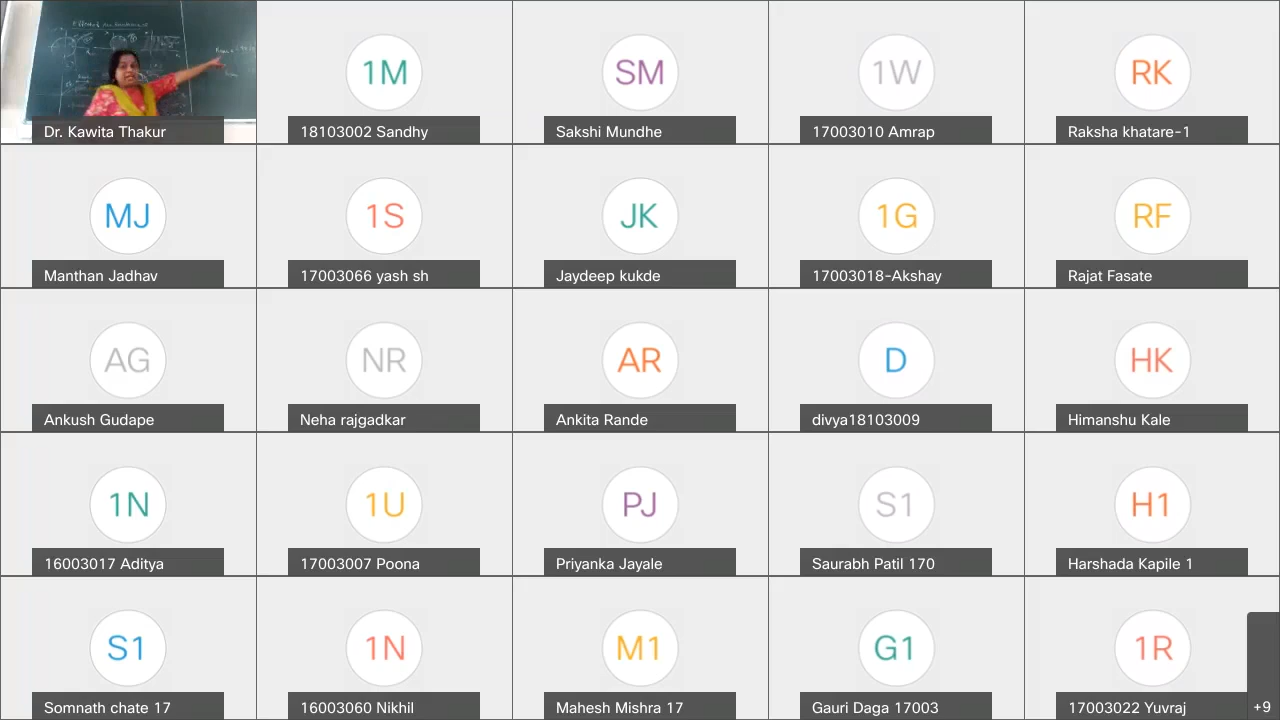 Dr. Kawita Thakur
1M
18103002 Sandhy
SM
Sakshi Mundhe
1W
17003010 Amrap
RK
Raksha khatare-1
MJ
Manthan Jadhav
1S
17003066 yash sh
JK
Jaydeep kukde
1G
17003018-Akshay
RF
Rajat Fasate
AG
Ankush Gudape
NR
Neha rajgadkar
AR
Ankita Rande
D
divya18103009
HK
Himanshu Kale
1N
16003017 Aditya
1U
17003007 Poona
PJ
Priyanka Jayale
S1
Saurabh Patil 170
H1
Harshada Kapile 1
S1
Somnath chate 17
1N
16003060 Nikhil
M1
Mahesh Mishra 17
G1
Gauri Daga 17003
1R
17003022 Yuvraj
+9